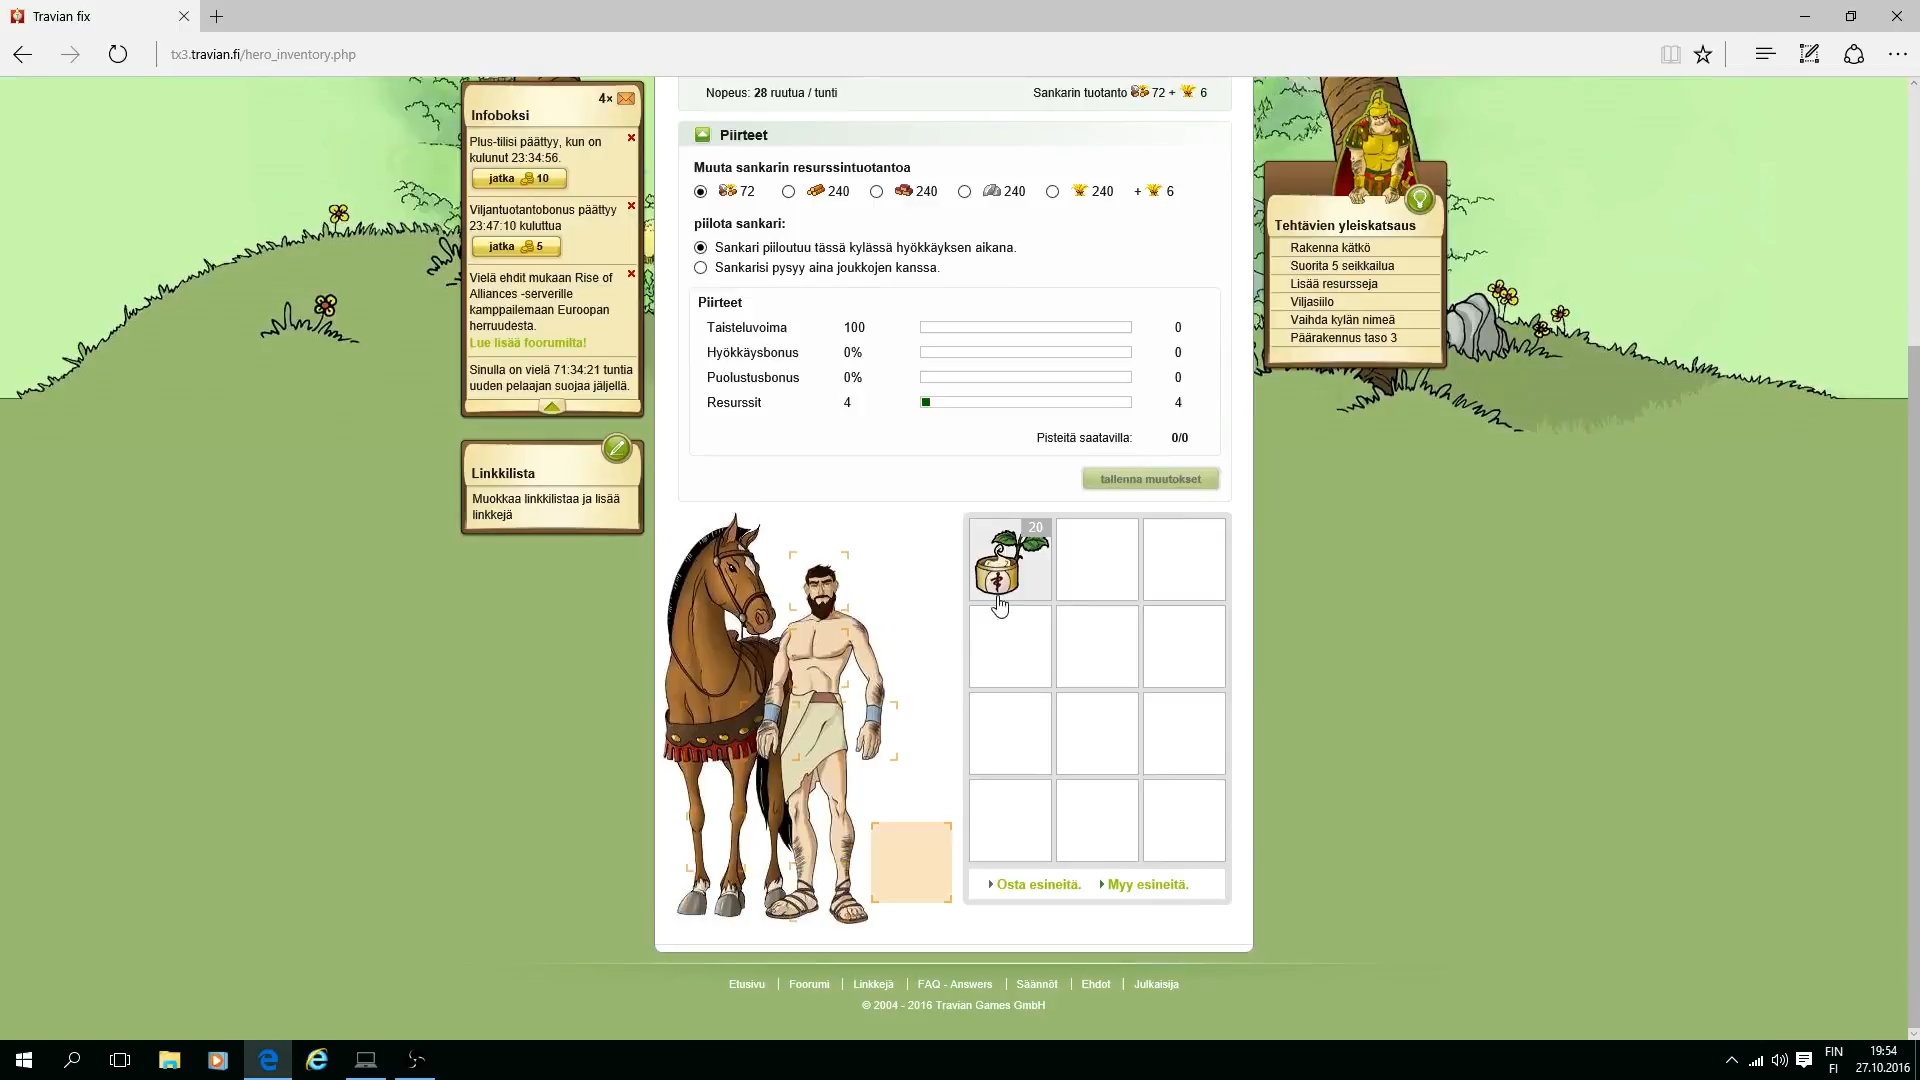 Travian fix
tx3.travian.fi/hero_inventory.php
4×
Infoboksi
Plus-tilisi päättyy, kun on
kulunut 23:34:56.
jatka 10
Viljantuotantobonus päättyy
23:47:10 kuluttua
jatka 5
Vielä ehdit mukaan Rise of
Alliances -serverille
kamppailemaan Euroopan
herruudesta.
Lue lisää foorumilta!
Sinulla on vielä 71:34:21 tuntia
uuden pelaajan suojaa jäljellä.
Linkkilista
Muokkaa linkkilistaa ja lisää
linkkejä
Nopeus: 28 ruutua / tunti
Sankarin tuotanto 72 + 6
Piirteet
Muuta sankarin resurssintuotantoa
72 240 240 240 240 + 6
piilota sankari:
Sankari piiloutuu tässä kylässä hyökkäyksen aikana.
Sankarisi pysyy aina joukkojen kanssa.
Piirteet
Taisteluvoima 100 0
Hyökkäysbonus 0% 0
Puolustusbonus 0% 0
Resurssit 4 4
Pisteitä saatavilla: 0/0
tallenna muutokset
20
Osta esineitä. Myy esineitä.
Tehtävien yleiskatsaus
Rakenna kätkö
Suorita 5 seikkailua
Lisää resursseja
Viljasiilo
Vaihda kylän nimeä
Päärakennus taso 3
Etusivu | Foorumi | Linkkejä | FAQ - Answers | Säännöt | Ehdot | Julkaisija
© 2004 - 2016 Travian Games GmbH
FIN
FI
19:54
27.10.2016